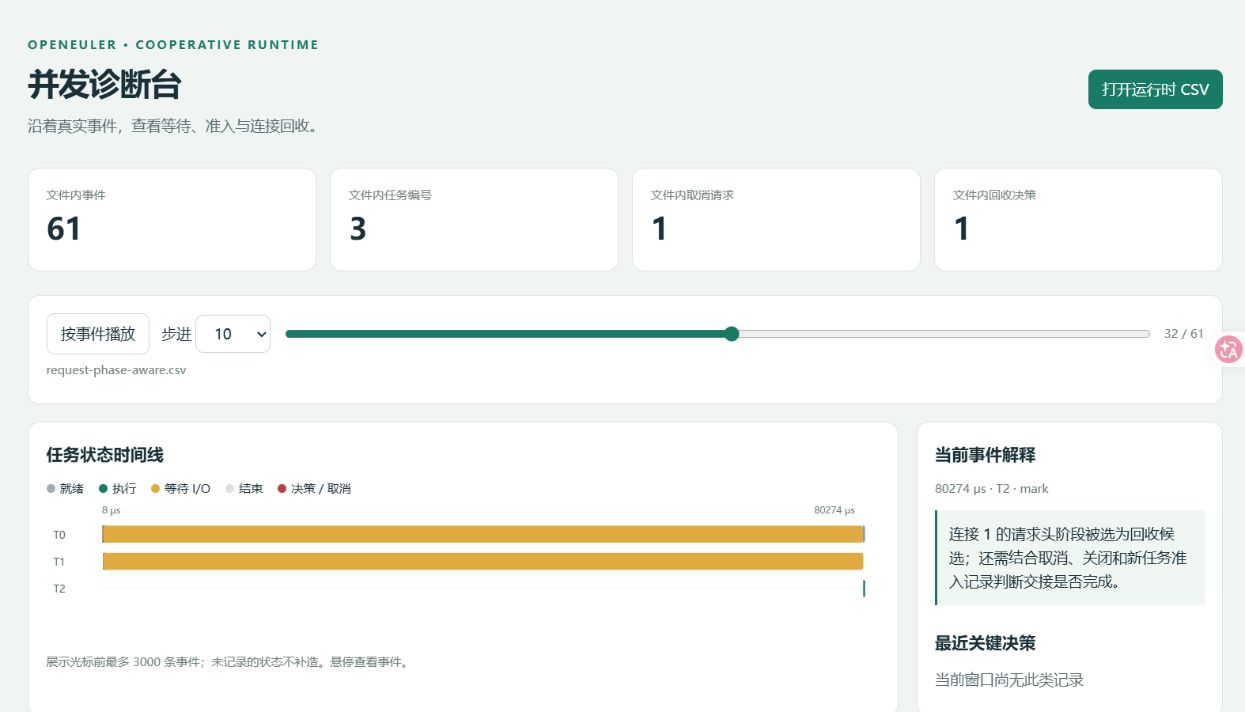 OPENEULER • COOPERATIVE RUNTIME
并发诊断台
沿着真实事件，查看等待、准入与连接回收。
打开运行时 CSV
文件内事件
61
文件内任务编号
3
文件内取消请求
1
文件内回收决策
1
按事件播放 步进 10 32 / 61
request-phase-aware.csv
任务状态时间线
就绪 执行 等待 I/O 结束 决策 / 取消
8 μs 80274 μs
T0
T1
T2
展示光标前最多 3000 条事件；未记录的状态不补造。悬停查看事件。
当前事件解释
80274 μs · T2 · mark
连接 1 的请求头阶段被选为回收候
选；还需结合取消、关闭和新任务准
入记录判断交接是否完成。
最近关键决策
当前窗口尚无此类记录